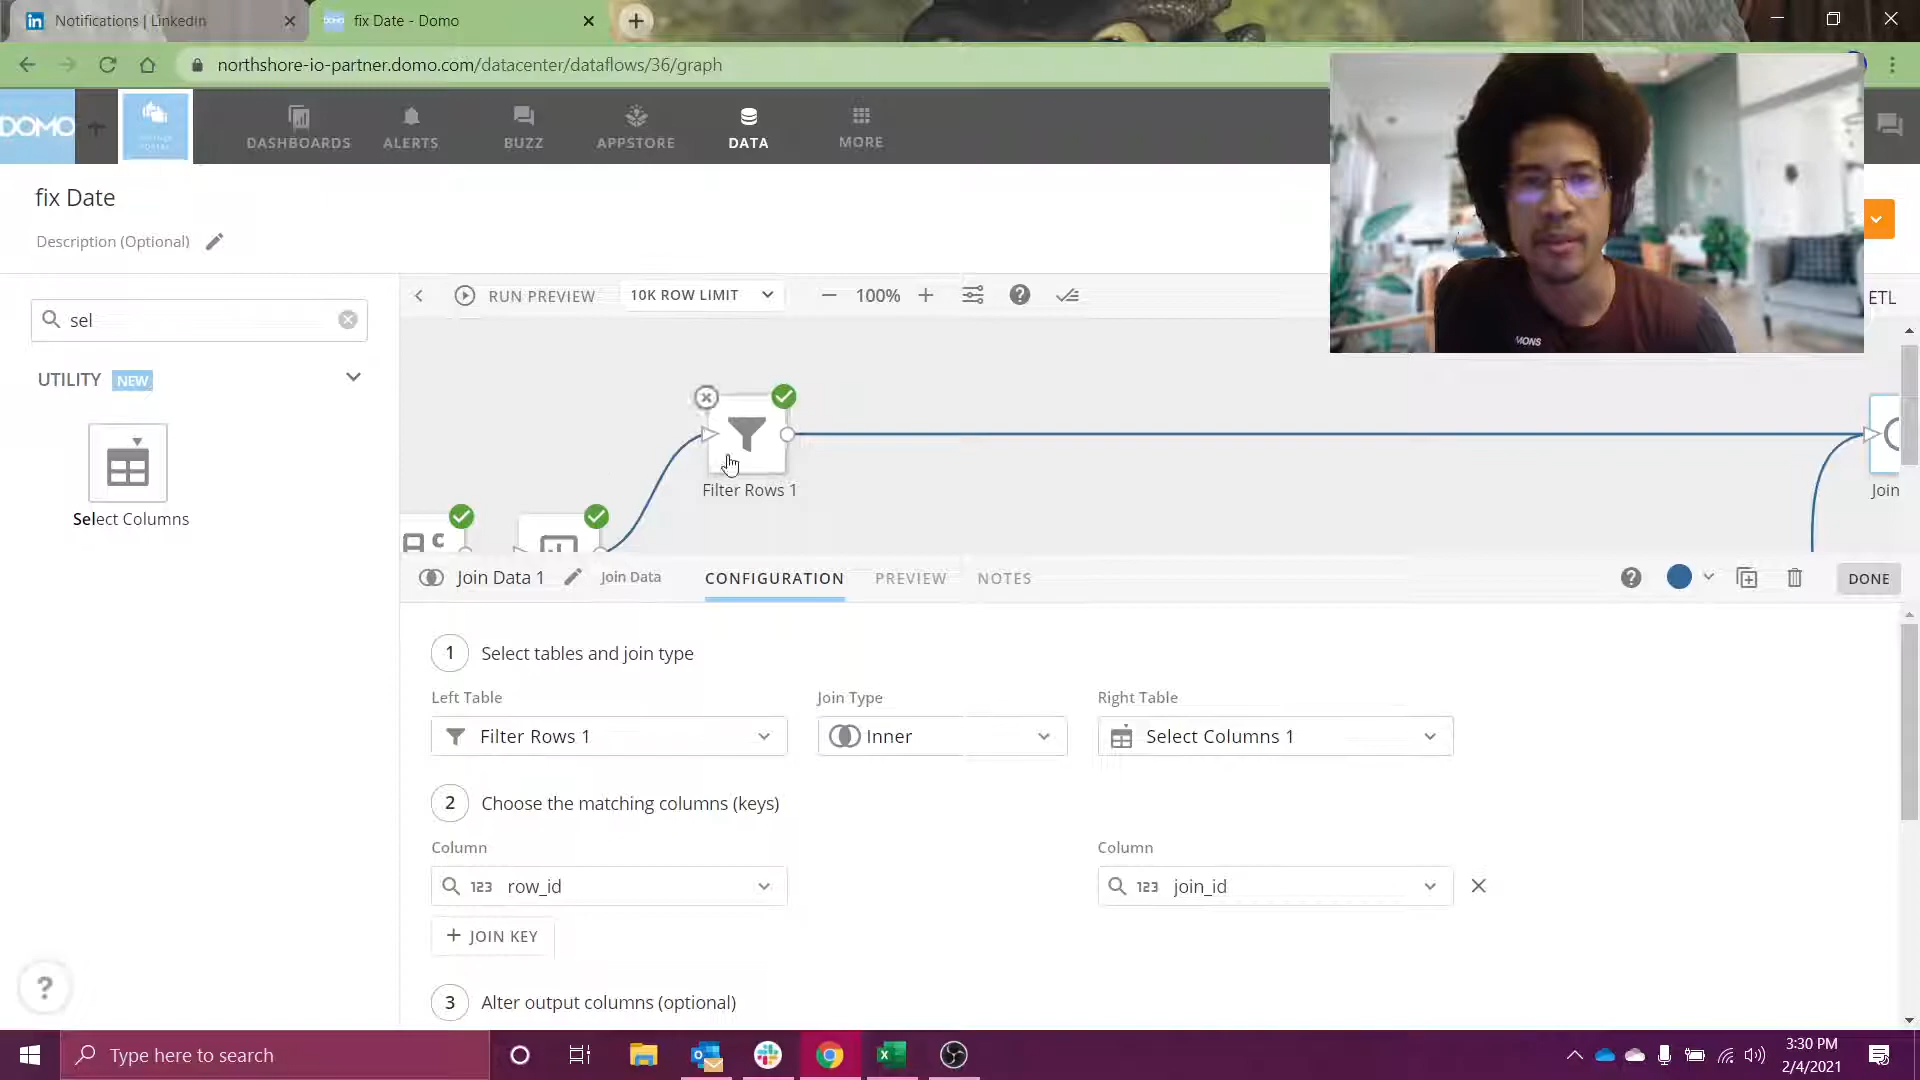 Notifications | LinkedIn
fix Date - Domo
northshore-io-partner.domo.com/datacenter/dataflows/36/graph
DOMO
DASHBOARDS
ALERTS
BUZZ
APPSTORE
DATA
MORE
fix Date
Description (Optional)
sel
UTILITY NEW
Select Columns
RUN PREVIEW
10K ROW LIMIT
100%
ETL
Filter Rows 1
Join
Join Data 1
Join Data
CONFIGURATION
PREVIEW
NOTES
DONE
1 Select tables and join type
Left Table
Join Type
Right Table
Filter Rows 1
Inner
Select Columns 1
2 Choose the matching columns (keys)
Column
Column
123 row_id
123 join_id
+ JOIN KEY
3 Alter output columns (optional)
MONS
Type here to search
3:30 PM
2/4/2021